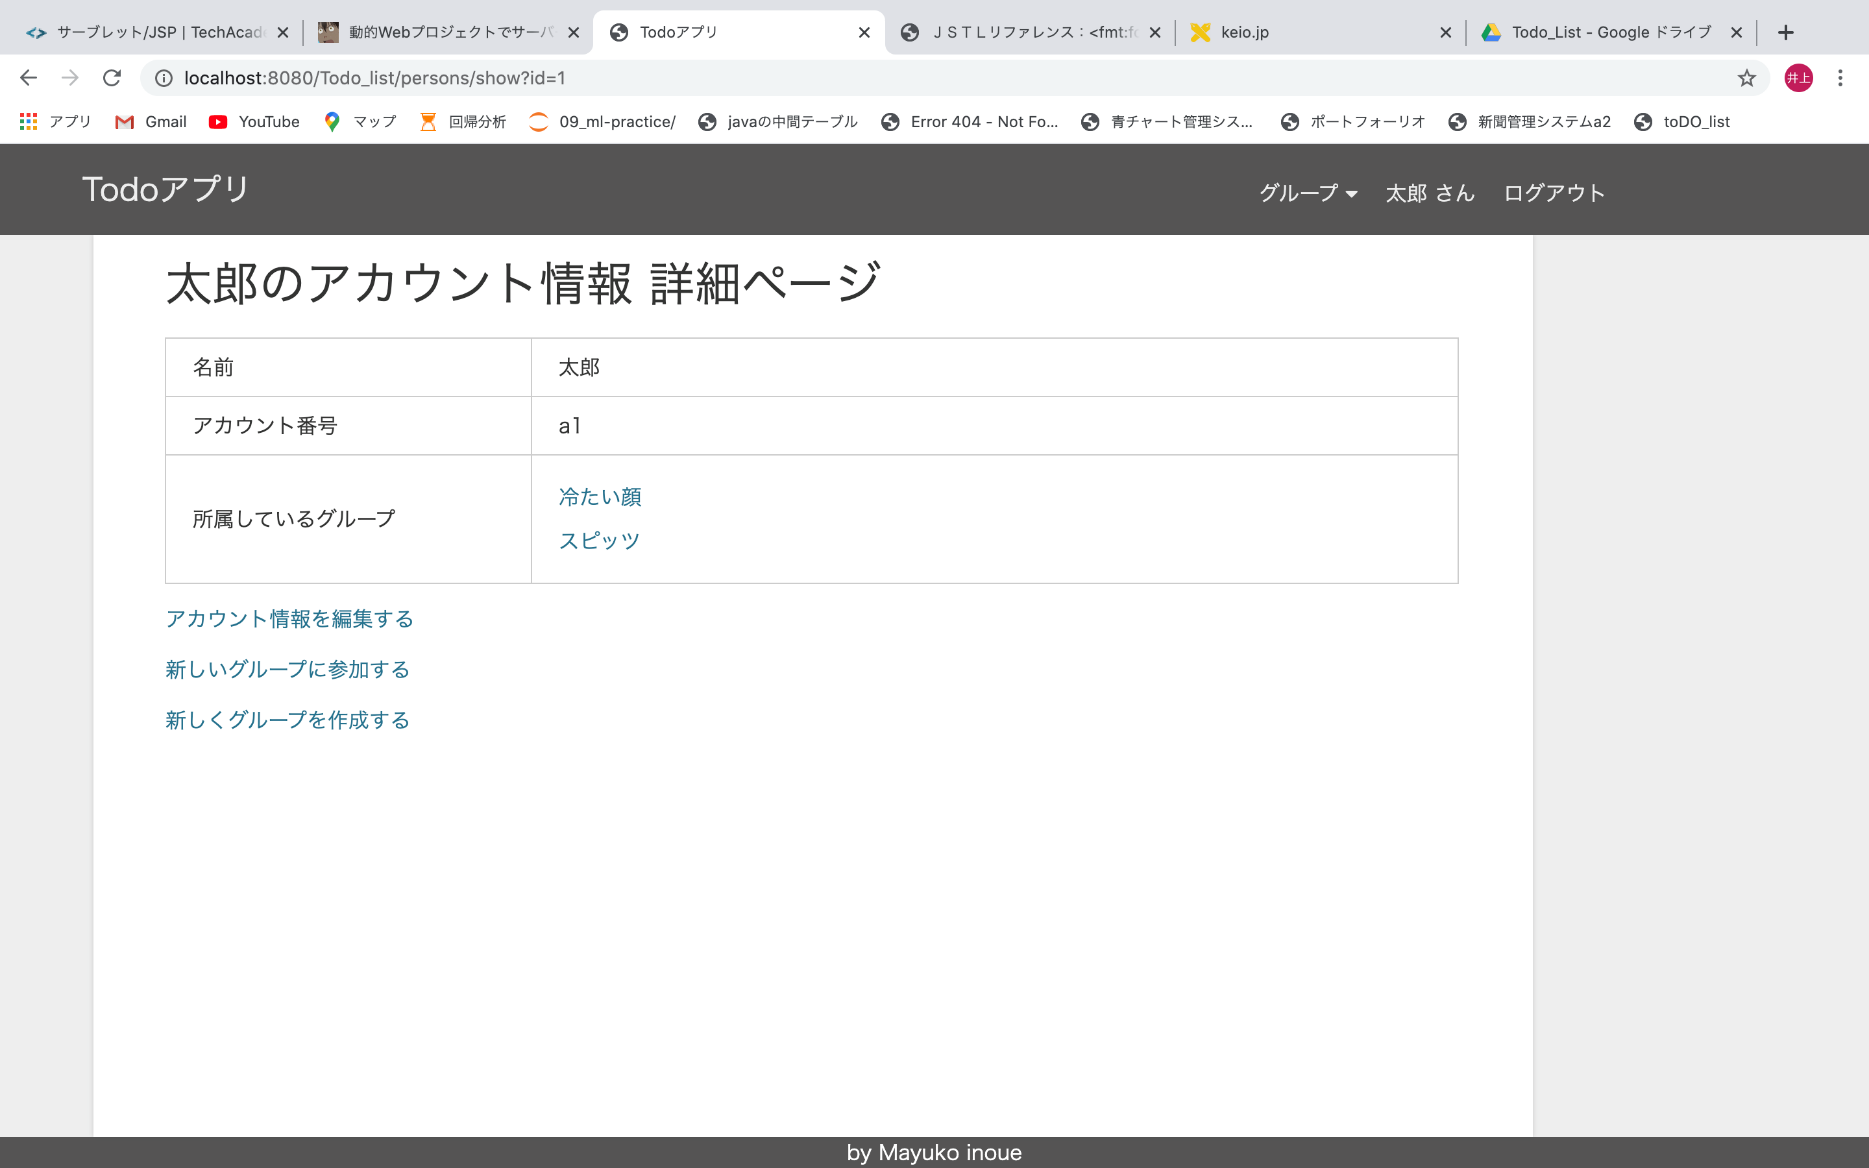 サーブレット/JSP | TechAcad
動的Webプロジェクトでサーバ
Todoアプリ
ＪＳＴＬリファレンス：<fmt:fo
keio.jp
Todo_List - Google ドライブ
localhost:8080/Todo_list/persons/show?id=1
井上
アプリ
Gmail
YouTube
マップ
回帰分析
09_ml-practice/
javaの中間テーブル
Error 404 - Not Fo...
青チャート管理シス...
ポートフォーリオ
新聞管理システムa2
toDO_list
Todoアプリ
グループ
太郎 さん
ログアウト
太郎のアカウント情報 詳細ページ
名前 太郎
アカウント番号 a1
所属しているグループ
冷たい顔
スピッツ
アカウント情報を編集する
新しいグループに参加する
新しくグループを作成する
by Mayuko inoue